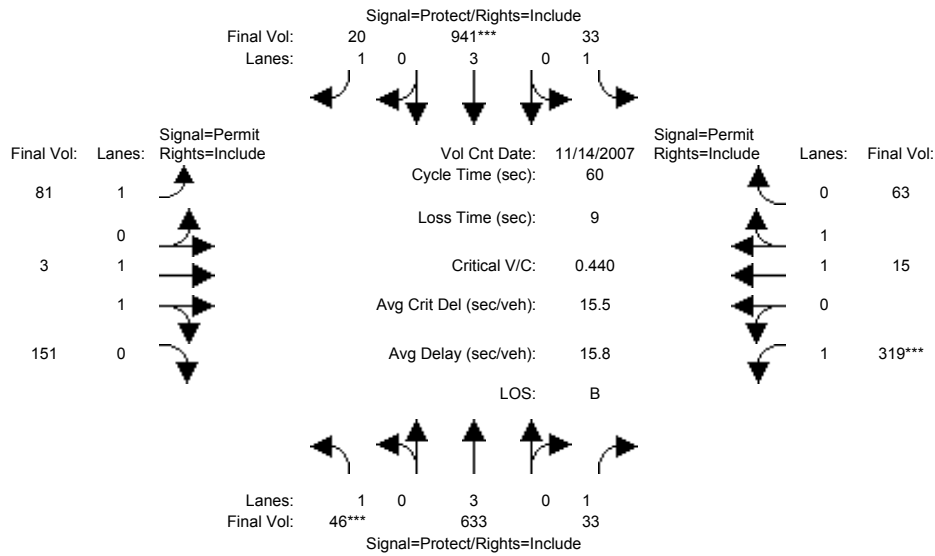 Signal=Protect/Rights=Include
Final Vol: 20 941*** 33
Lanes: 1 0 3 0 1
Signal=Permit Signal=Permit
Final Vol: Lanes: Rights=Include Vol Cnt Date: 11/14/2007 Rights=Include Lanes: Final Vol:
Cycle Time (sec): 60
81 1 0 63
Loss Time (sec): 9
0 1
3 1 Critical V/C: 0.440 1 15
1 Avg Crit Del (sec/veh): 15.5 0
151 0 Avg Delay (sec/veh): 15.8 1 319***
LOS: B
Lanes: 1 0 3 0 1
Final Vol: 46*** 633 33
Signal=Protect/Rights=Include